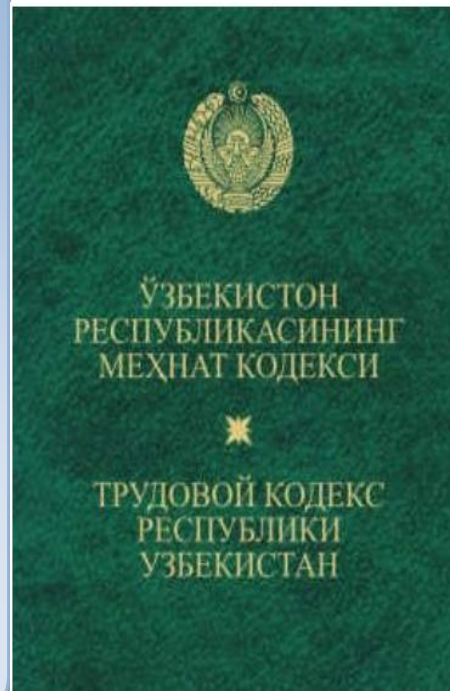 ЎЗБЕКИСТОН
РЕСПУБЛИКАСИНИНГ
МЕҲНАТ КОДЕКСИ
ТРУДОВОЙ КОДЕКС
РЕСПУБЛИКИ
УЗБЕКИСТАН